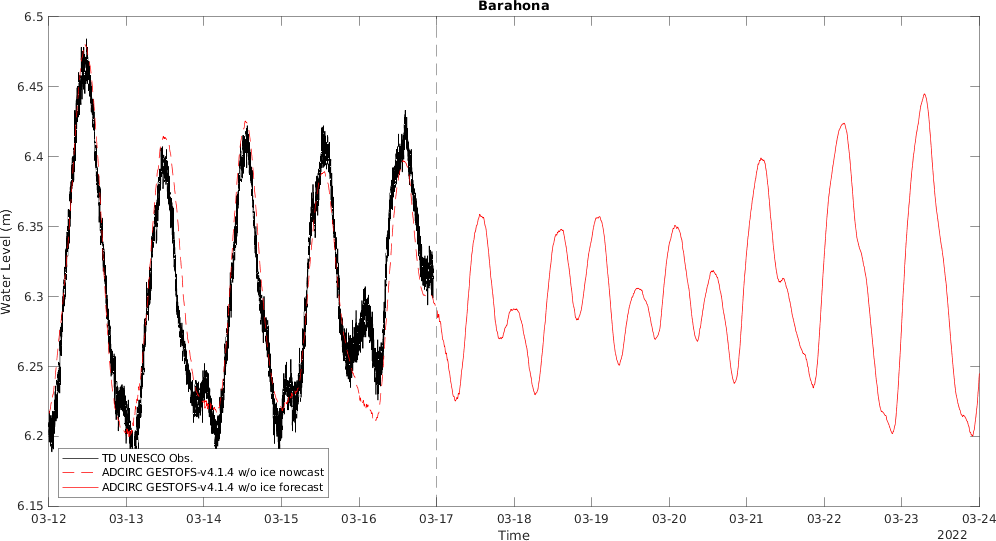 Barahona
6.5
6.45
6.4
6.35
6.3
6.25
6.2
6.15
Water Level (m)
TD UNESCO Obs.
ADCIRC GESTOFS-v4.1.4 w/o ice nowcast
ADCIRC GESTOFS-v4.1.4 w/o ice forecast
03-12 03-13 03-14 03-15 03-16 03-17 03-18 03-19 03-20 03-21 03-22 03-23 03-24
Time
2022